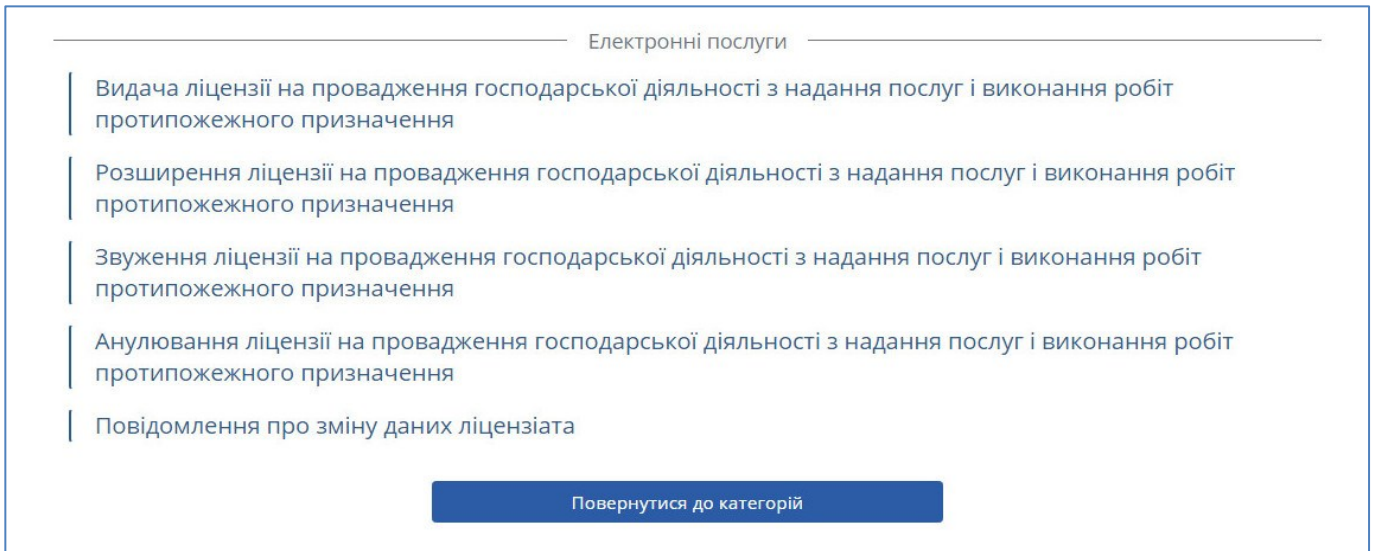 Електронні послуги
Видача ліцензії на провадження господарської діяльності з надання послуг і виконання робіт
протипожежного призначення
Розширення ліцензії на провадження господарської діяльності з надання послуг і виконання робіт
протипожежного призначення
Звуження ліцензії на провадження господарської діяльності з надання послуг і виконання робіт
протипожежного призначення
Анулювання ліцензії на провадження господарської діяльності з надання послуг і виконання робіт
протипожежного призначення
Повідомлення про зміну даних ліцензіата
Повернутися до категорій